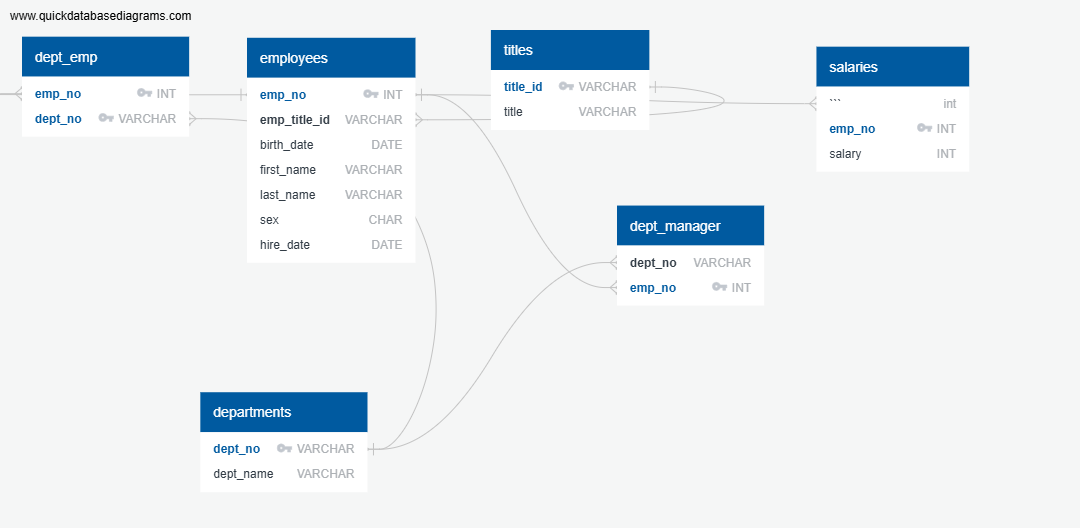 www.quickdatabasediagrams.com
dept_emp
emp_no INT
dept_no VARCHAR
employees
emp_no INT
emp_title_id VARCHAR
birth_date DATE
first_name VARCHAR
last_name VARCHAR
sex CHAR
hire_date DATE
titles
title_id VARCHAR
title VARCHAR
salaries
``` int
emp_no INT
salary INT
dept_manager
dept_no VARCHAR
emp_no INT
departments
dept_no VARCHAR
dept_name VARCHAR